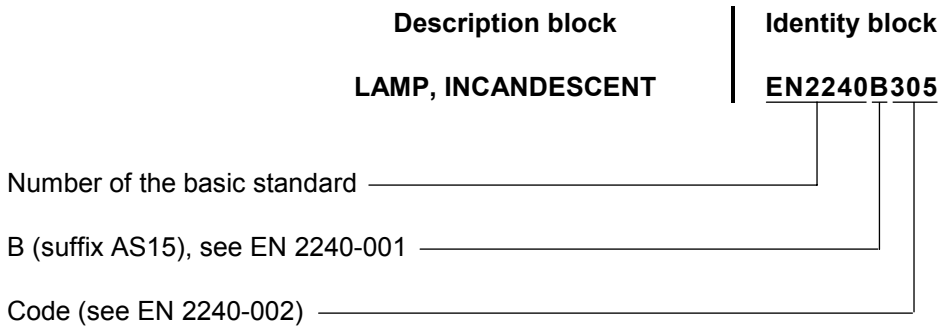 Description block Identity block
LAMP, INCANDESCENT EN2240B305
Number of the basic standard
B (suffix AS15), see EN 2240-001
Code (see EN 2240-002)